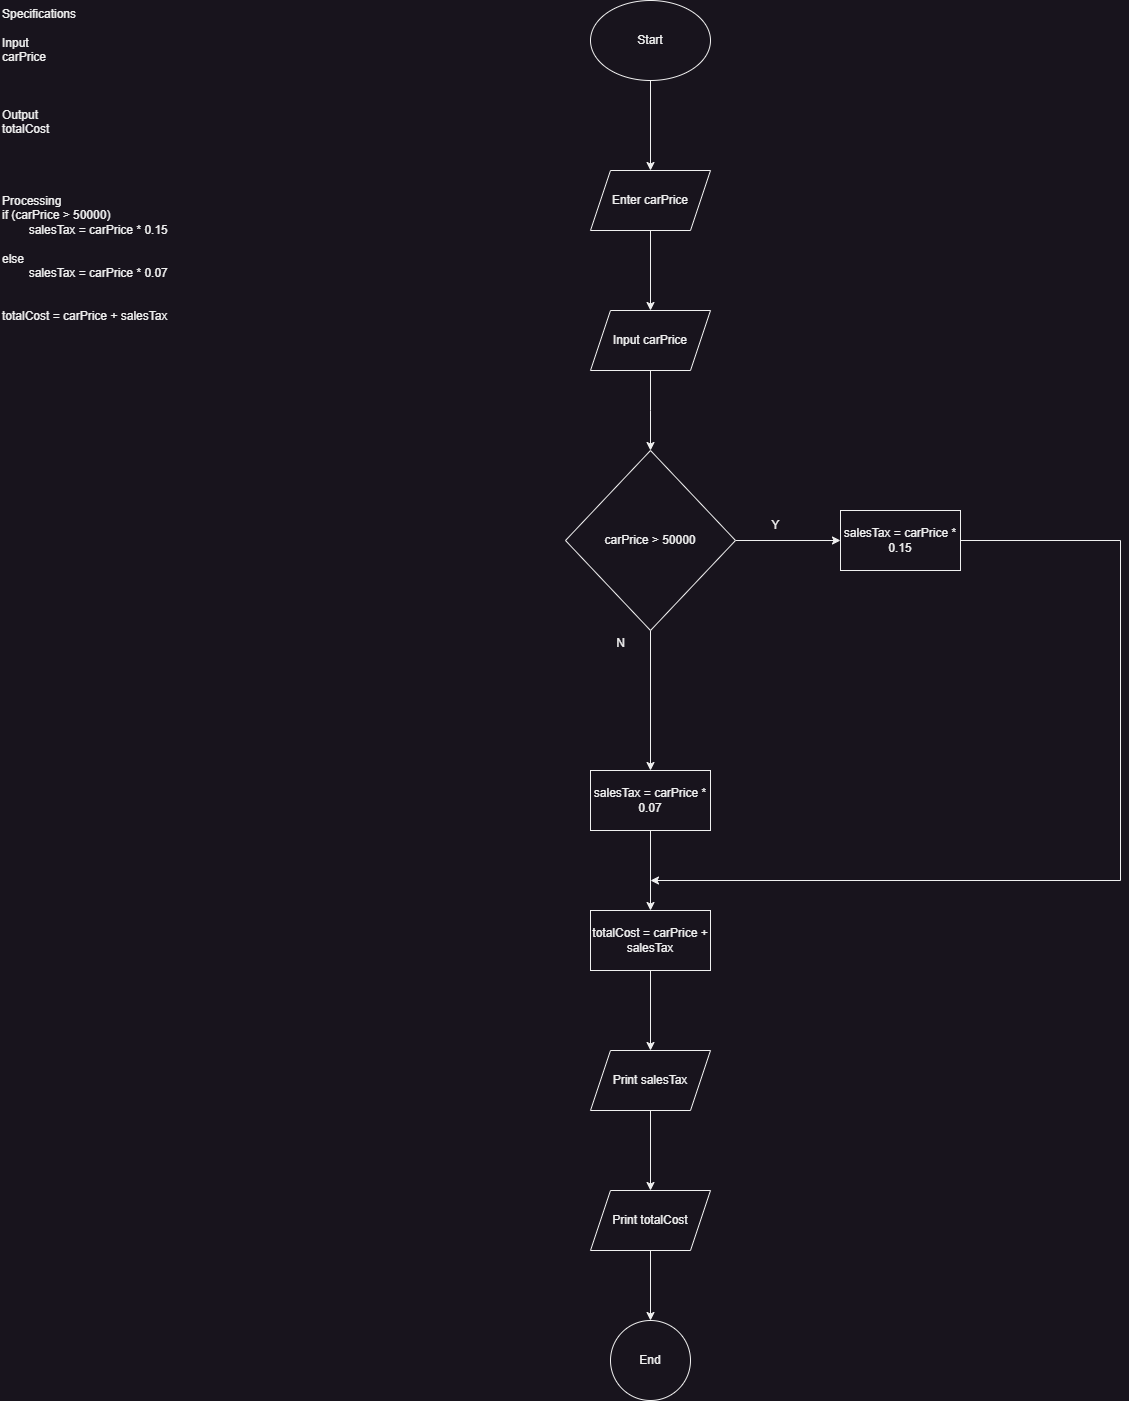 Specifications
Input
carPrice
Output
totalCost
Processing
if (carPrice > 50000)
salesTax = carPrice * 0.15
else
salesTax = carPrice * 0.07
totalCost = carPrice + salesTax
Start
Enter carPrice
Input carPrice
carPrice > 50000
Y
salesTax = carPrice *
0.15
N
salesTax = carPrice *
0.07
totalCost = carPrice +
salesTax
Print salesTax
Print totalCost
End